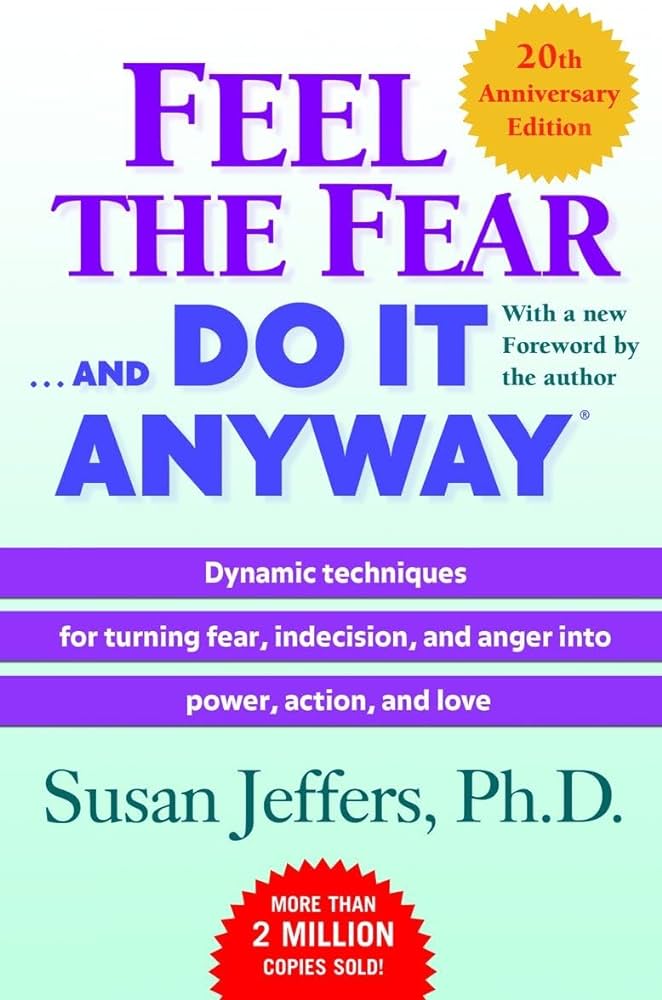 20th
Anniversary
Edition
FEEL
THE FEAR
...AND DO IT
ANYWAY®
With a new
Foreword by
the author
Dynamic techniques
for turning fear, indecision, and anger into
power, action, and love
Susan Jeffers, Ph.D.
MORE THAN
2 MILLION
COPIES SOLD!